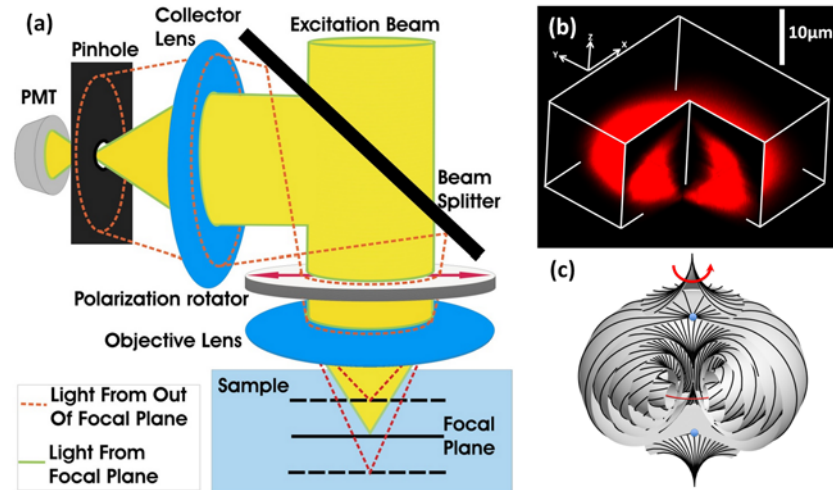 (a)
Collector
Lens
Excitation Beam
Pinhole
PMT
Beam
Splitter
Polarization rotator
Objective Lens
Sample
Focal
Plane
Light From Out
Of Focal Plane
Light From
Focal Plane
(b)
Z
Y
X
10μm
(c)